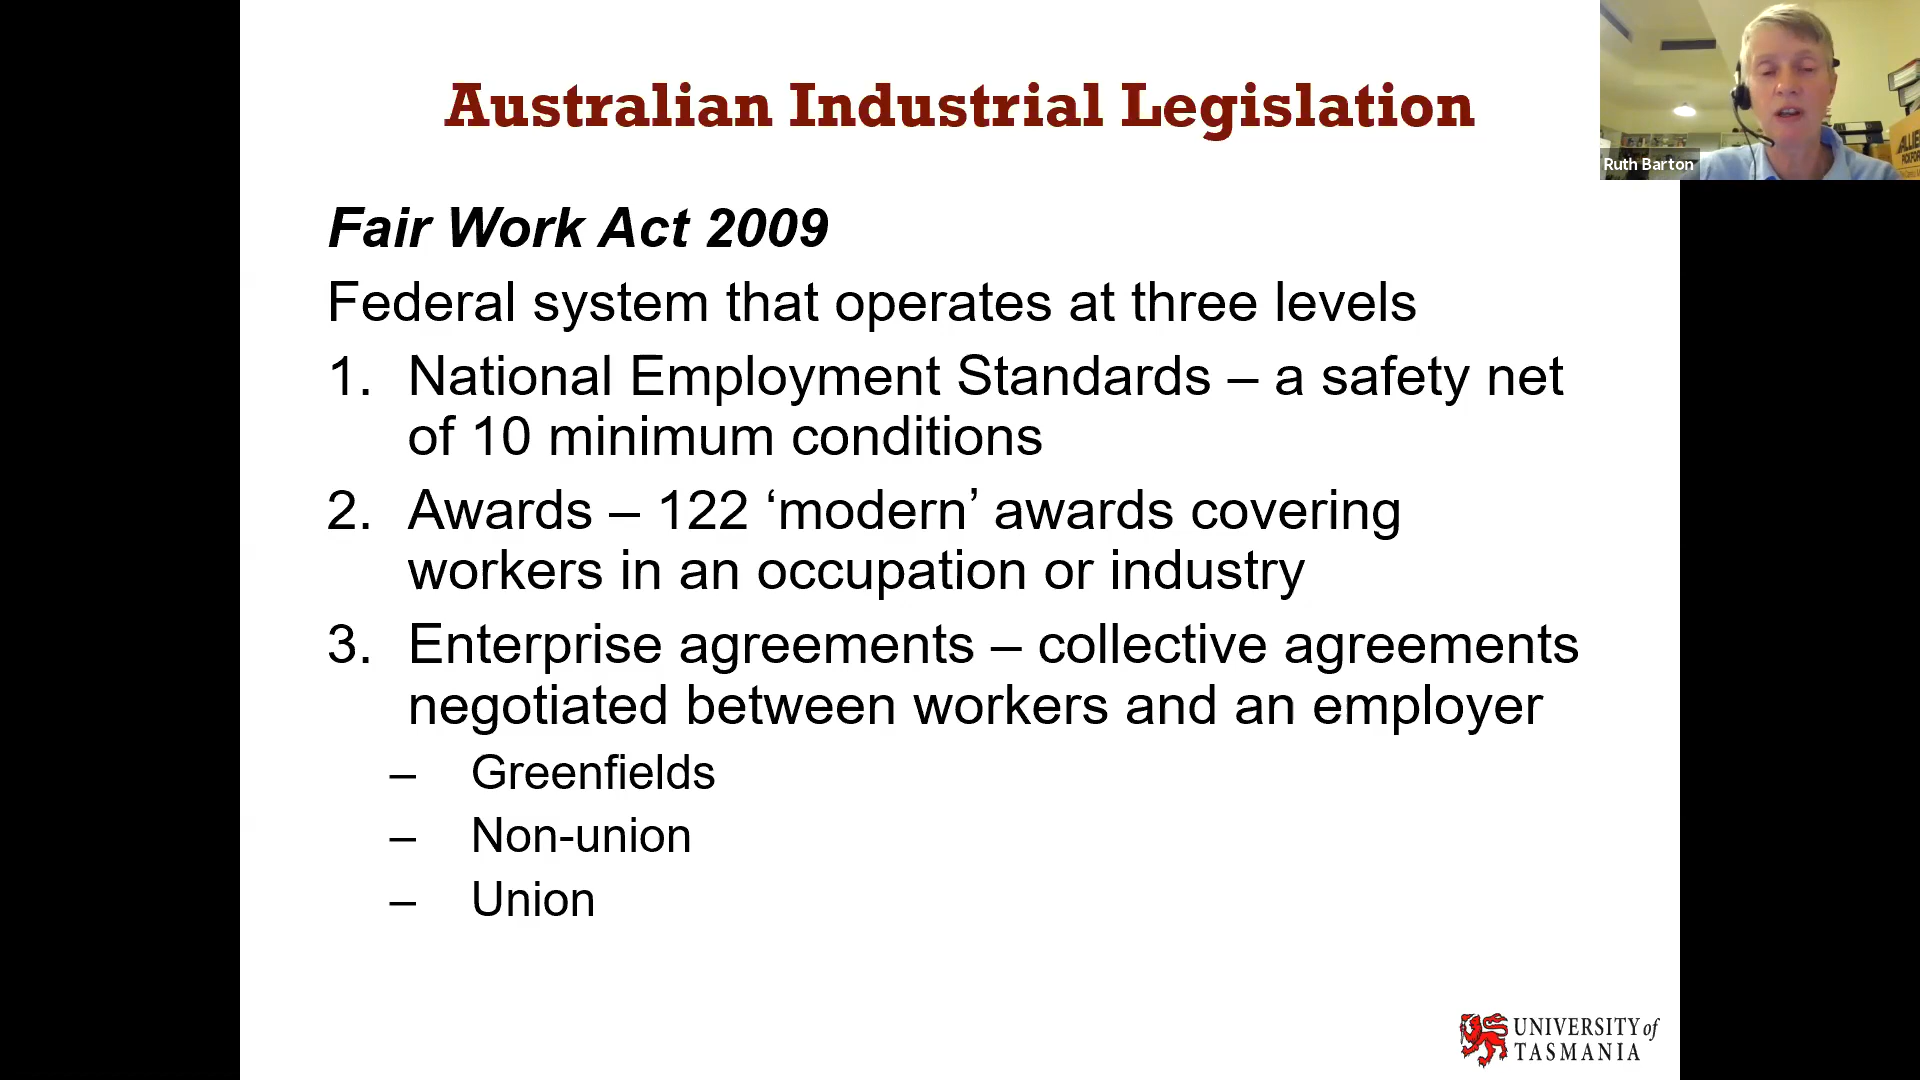 Australian Industrial Legislation
Ruth Barton
Fair Work Act 2009
Federal system that operates at three levels
1. National Employment Standards – a safety net
of 10 minimum conditions
2. Awards – 122 ‘modern’ awards covering
workers in an occupation or industry
3. Enterprise agreements – collective agreements
negotiated between workers and an employer
– Greenfields
– Non-union
– Union
UNIVERSITY of
TASMANIA